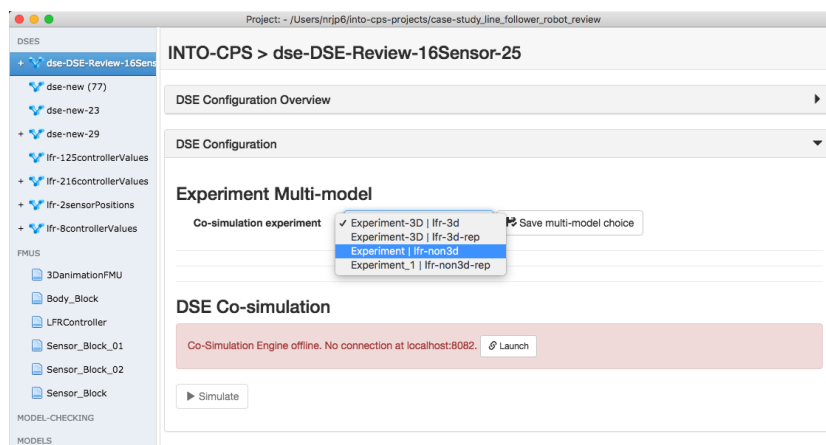 Project: - /Users/nrjp6/into-cps-projects/case-study_line_follower_robot_review
DSES
+ dse-DSE-Review-16Sens
dse-new (77)
dse-new-23
+ dse-new-29
lfr-125controllerValues
+ lfr-216controllerValues
+ lfr-2sensorPositions
+ lfr-8controllerValues
FMUS
3DanimationFMU
Body_Block
LFRController
Sensor_Block_01
Sensor_Block_02
Sensor_Block
MODEL-CHECKING
MODELS
INTO-CPS > dse-DSE-Review-16Sensor-25
DSE Configuration Overview
DSE Configuration
Experiment Multi-model
Co-simulation experiment
✓ Experiment-3D | lfr-3d
Experiment-3D | lfr-3d-rep
Experiment | lfr-non3d
Experiment_1 | lfr-non3d-rep
Save multi-model choice
DSE Co-simulation
Co-Simulation Engine offline. No connection at localhost:8082. Launch
Simulate